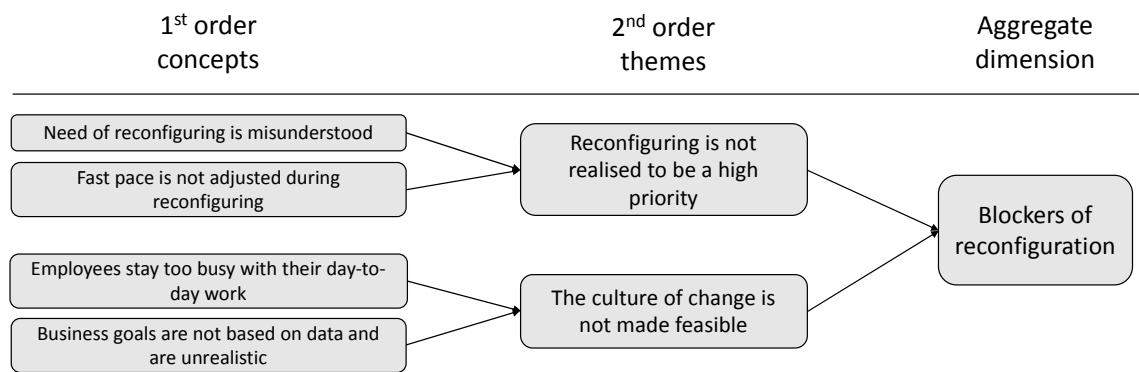 1st order
concepts
2nd order
themes
Aggregate
dimension
Need of reconfiguring is misunderstood
Fast pace is not adjusted during
reconfiguring
Reconfiguring is not
realised to be a high
priority
Employees stay too busy with their day-to-
day work
Business goals are not based on data and
are unrealistic
The culture of change is
not made feasible
Blockers of
reconfiguration